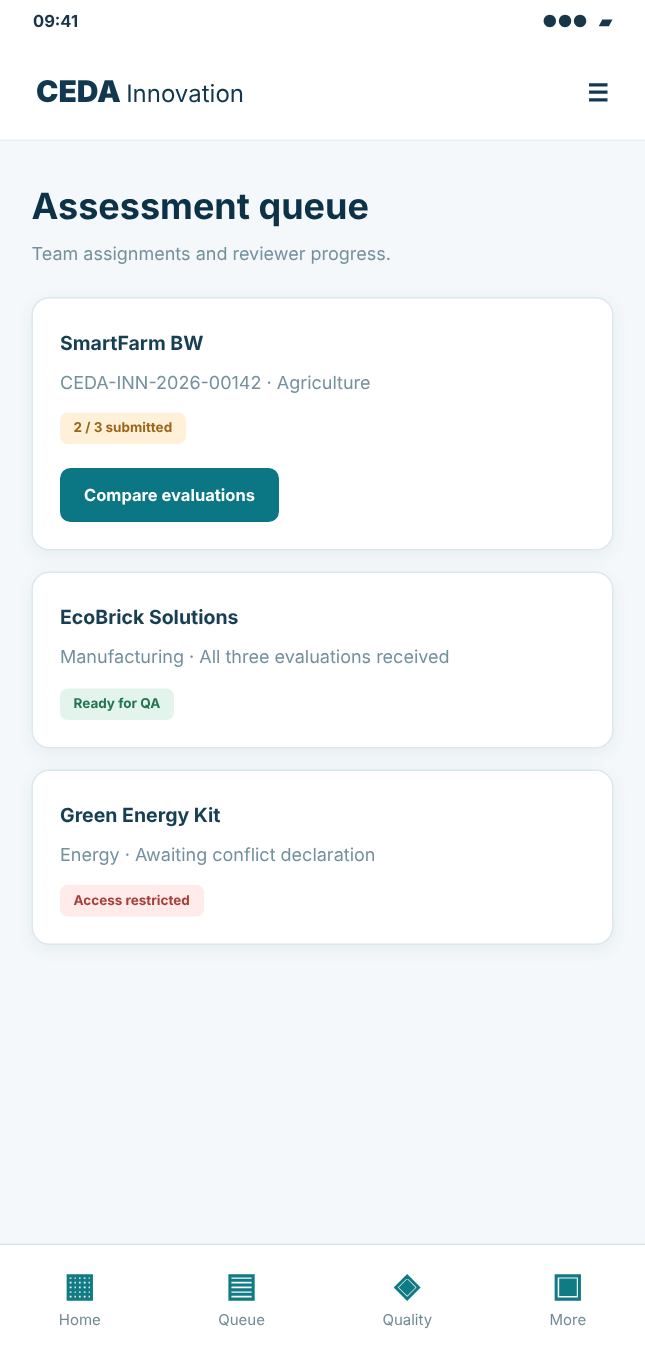 09:41
CEDA Innovation
Assessment queue
Team assignments and reviewer progress.
SmartFarm BW
CEDA-INN-2026-00142 · Agriculture
2 / 3 submitted
Compare evaluations
EcoBrick Solutions
Manufacturing · All three evaluations received
Ready for QA
Green Energy Kit
Energy · Awaiting conflict declaration
Access restricted
Home Queue Quality More